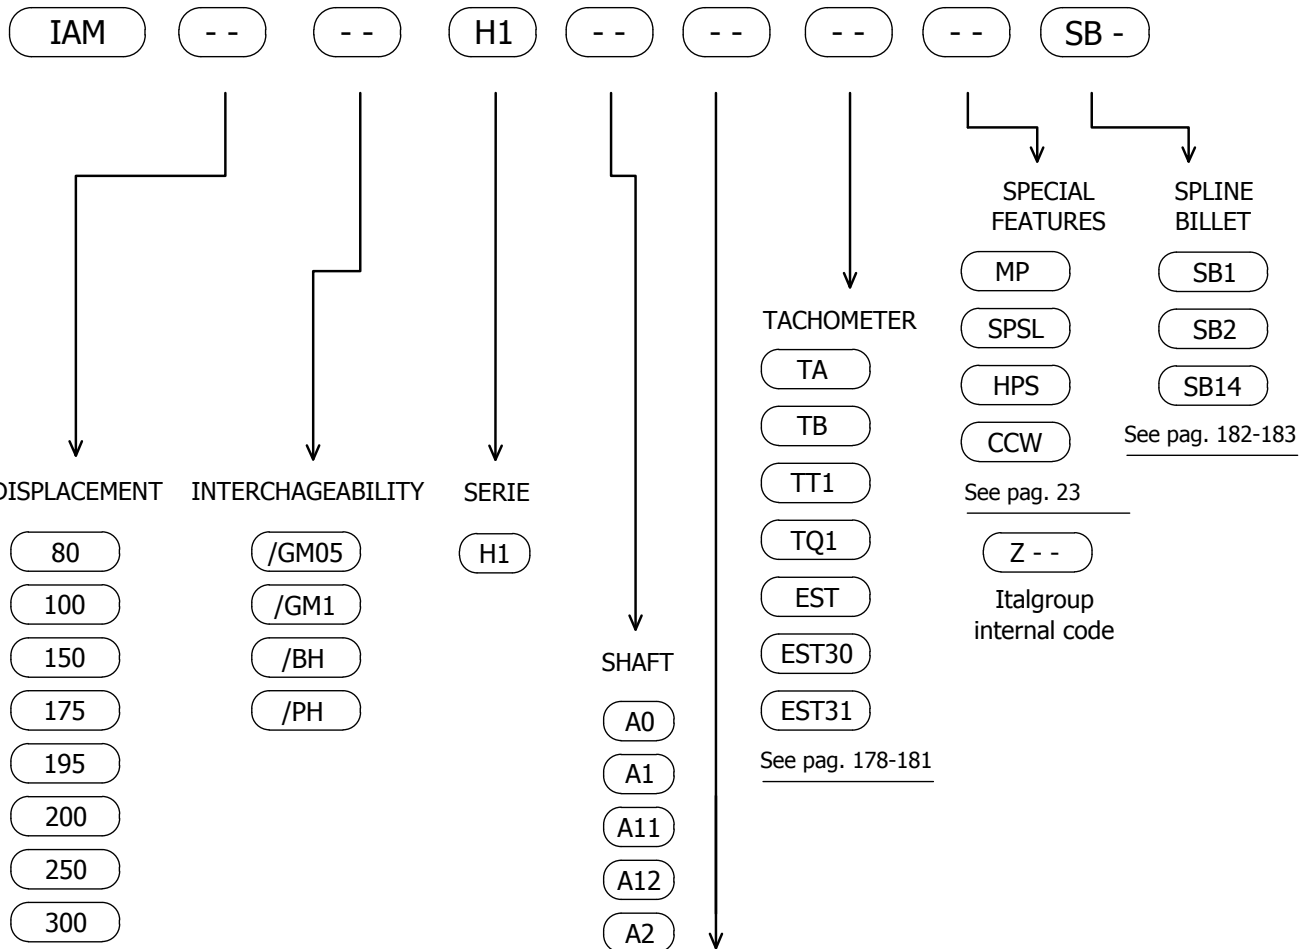 IAM - - - - H1 - - - - - - - - SB -
SPECIAL
FEATURES
MP
SPSL
HPS
CCW
See pag. 23
Z - -
Italgroup
internal code
SPLINE
BILLET
SB1
SB2
SB14
See pag. 182-183
TACHOMETER
TA
TB
TT1
TQ1
EST
EST30
EST31
See pag. 178-181
DISPLACEMENT
80
100
150
175
195
200
250
300
INTERCHAGEABILITY
/GM05
/GM1
/BH
/PH
SERIE
H1
SHAFT
A0
A1
A11
A12
A2